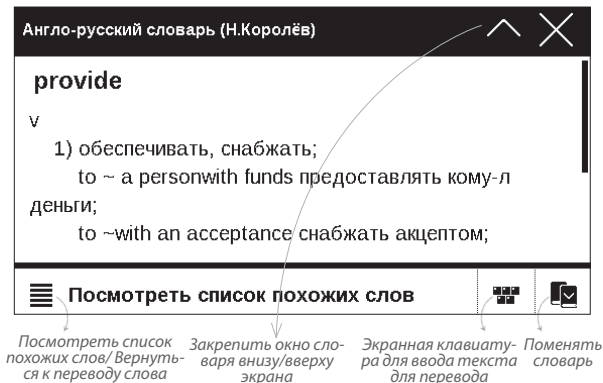 Англо-русский словарь (Н.Королёв)
provide
v
1) обеспечивать, снабжать;
to ~ a personwith funds предоставлять кому-л
деньги;
to ~with an acceptance снабжать акцептом;
Посмотреть список похожих слов
Посмотреть список
похожих слов/ Вернуть-
ся к переводу слова
Закрепить окно сло-
варя внизу/вверху
экрана
Экранная клавиату-
ра для ввода текста
для перевода
Поменять
словарь